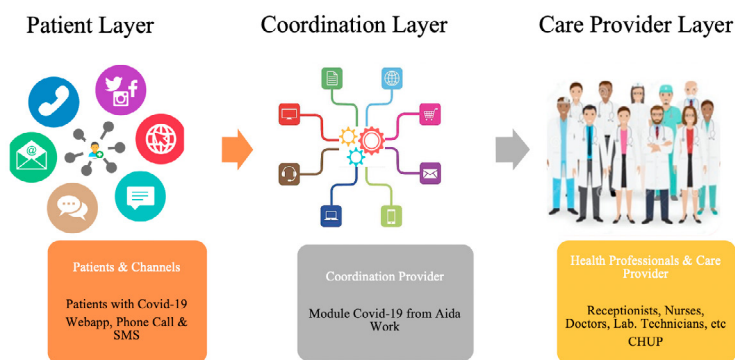 Patient Layer
Coordination Layer
Care Provider Layer
Patients & Channels
Patients with Covid-19
Webapp, Phone Call &
SMS
Coordination Provider
Module Covid-19 from Aida
Work
Health Professionals & Care
Provider
Receptionists, Nurses,
Doctors, Lab. Technicians, etc
CHUP